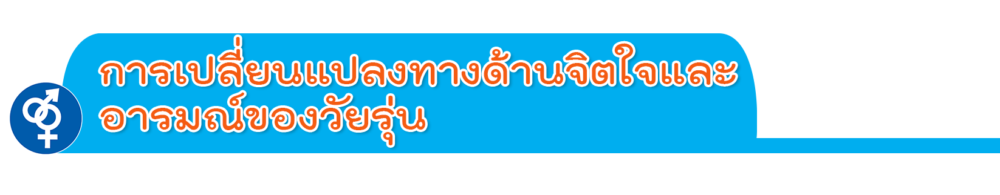 การเปลี่ยนแปลงทางด้านจิตใจและ
อารมณ์ของวัยรุ่น